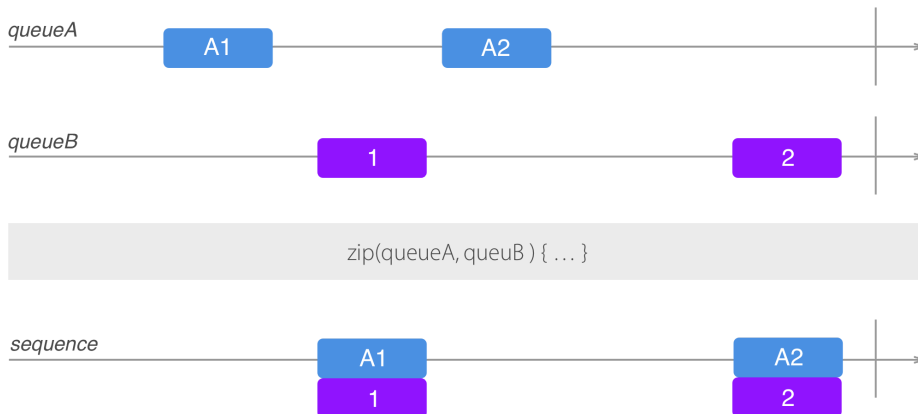 queueA
A1
A2
queueB
1
2
zip(queueA, queuB ) { … }
sequence
A1
A2
1
2